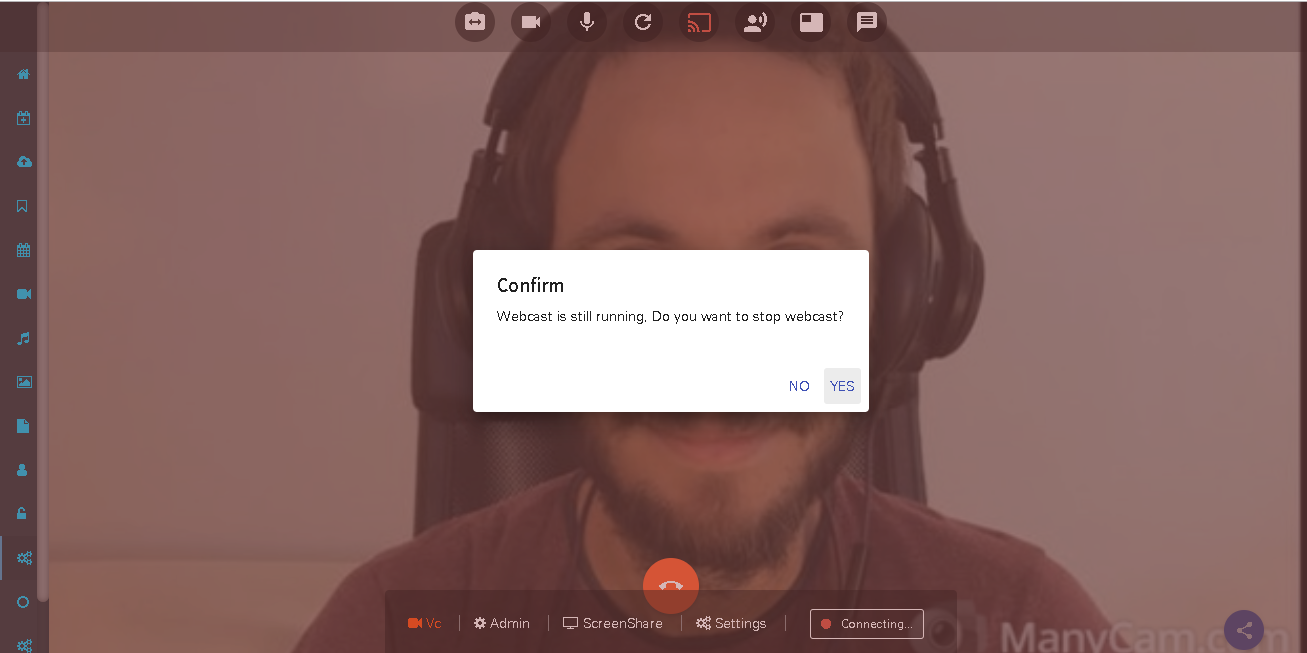 Confirm
Webcast is still running, Do you want to stop webcast?
NO YES
Vc Admin ScreenShare Settings Connecting...
ManyCam.com